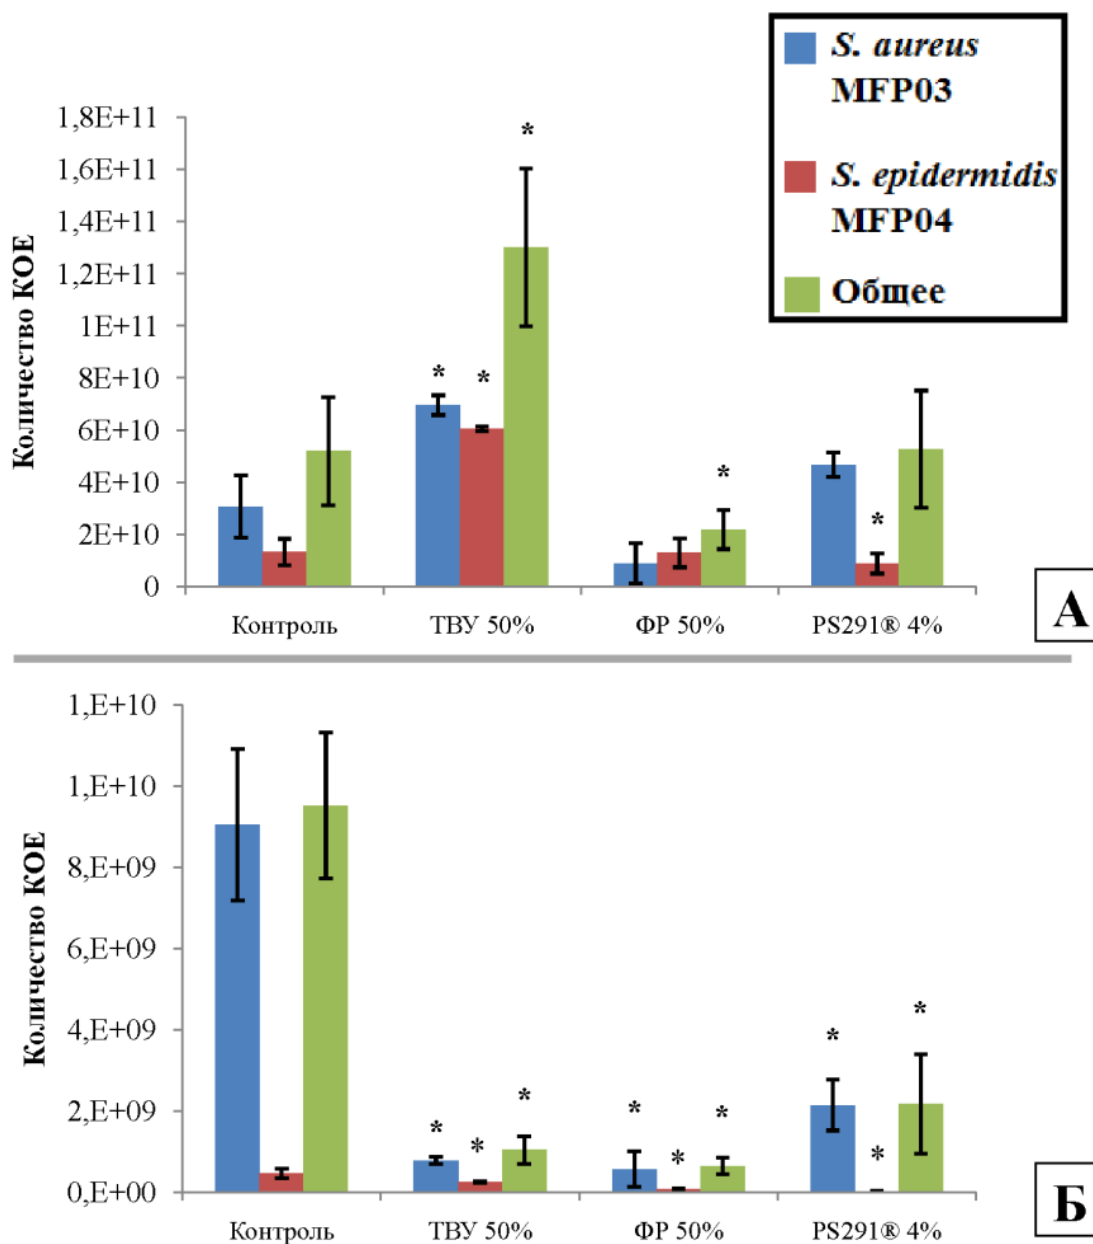 S. aureus
MFP03
S. epidermidis
MFP04
Общее
Количество КОЕ
1,8E+11
1,6E+11
1,4E+11
1,2E+11
1E+11
8E+10
6E+10
4E+10
2E+10
0
*
*
*
*
*
Контроль
ТВУ 50%
ФР 50%
PS291® 4%
А
Количество КОЕ
1,E+10
1,E+10
8,E+09
6,E+09
4,E+09
2,E+09
0,E+00
*
*
*
*
*
*
*
*
*
Контроль
ТВУ 50%
ФР 50%
PS291® 4%
Б